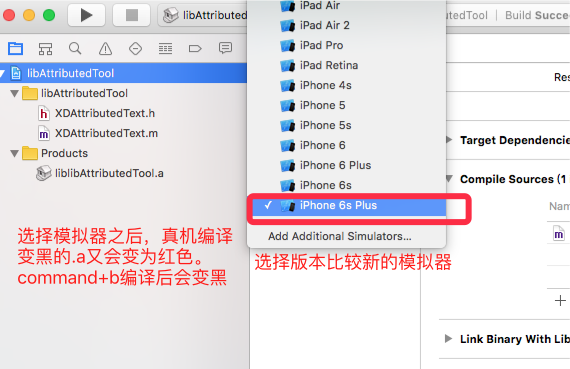 libAttributedTool
iPad Air
iPad Air 2
iPad Pro
iPad Retina
iPhone 4s
iPhone 5
iPhone 5s
iPhone 6
iPhone 6 Plus
iPhone 6s
✓ iPhone 6s Plus
Add Additional Simulators...
butedTool | Build Succe
libAttributedTool
libAttributedTool
h XDAttributedText.h
m XDAttributedText.m
Products
liblibAttributedTool.a
Res
Target Dependencie
Compile Sources (1
Na
m
+
Link Binary With Lib
选择模拟器之后，真机编译
变黑的.a又会变为红色。
command+b编译后会变黑
选择版本比较新的模拟器